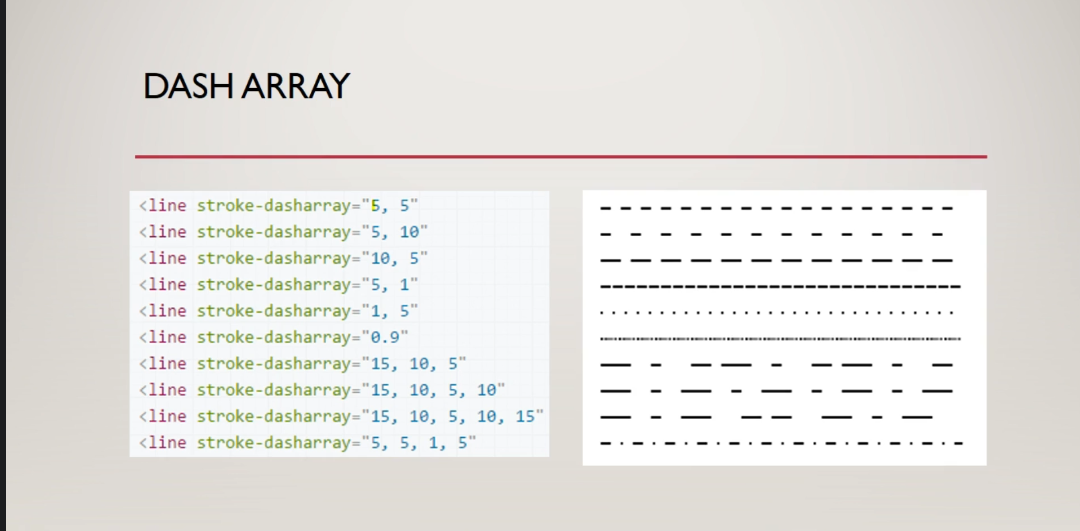 DASH ARRAY
<line stroke-dasharray="5, 5"
<line stroke-dasharray="5, 10"
<line stroke-dasharray="10, 5"
<line stroke-dasharray="5, 1"
<line stroke-dasharray="1, 5"
<line stroke-dasharray="0.9"
<line stroke-dasharray="15, 10, 5"
<line stroke-dasharray="15, 10, 5, 10"
<line stroke-dasharray="15, 10, 5, 10, 15"
<line stroke-dasharray="5, 5, 1, 5"